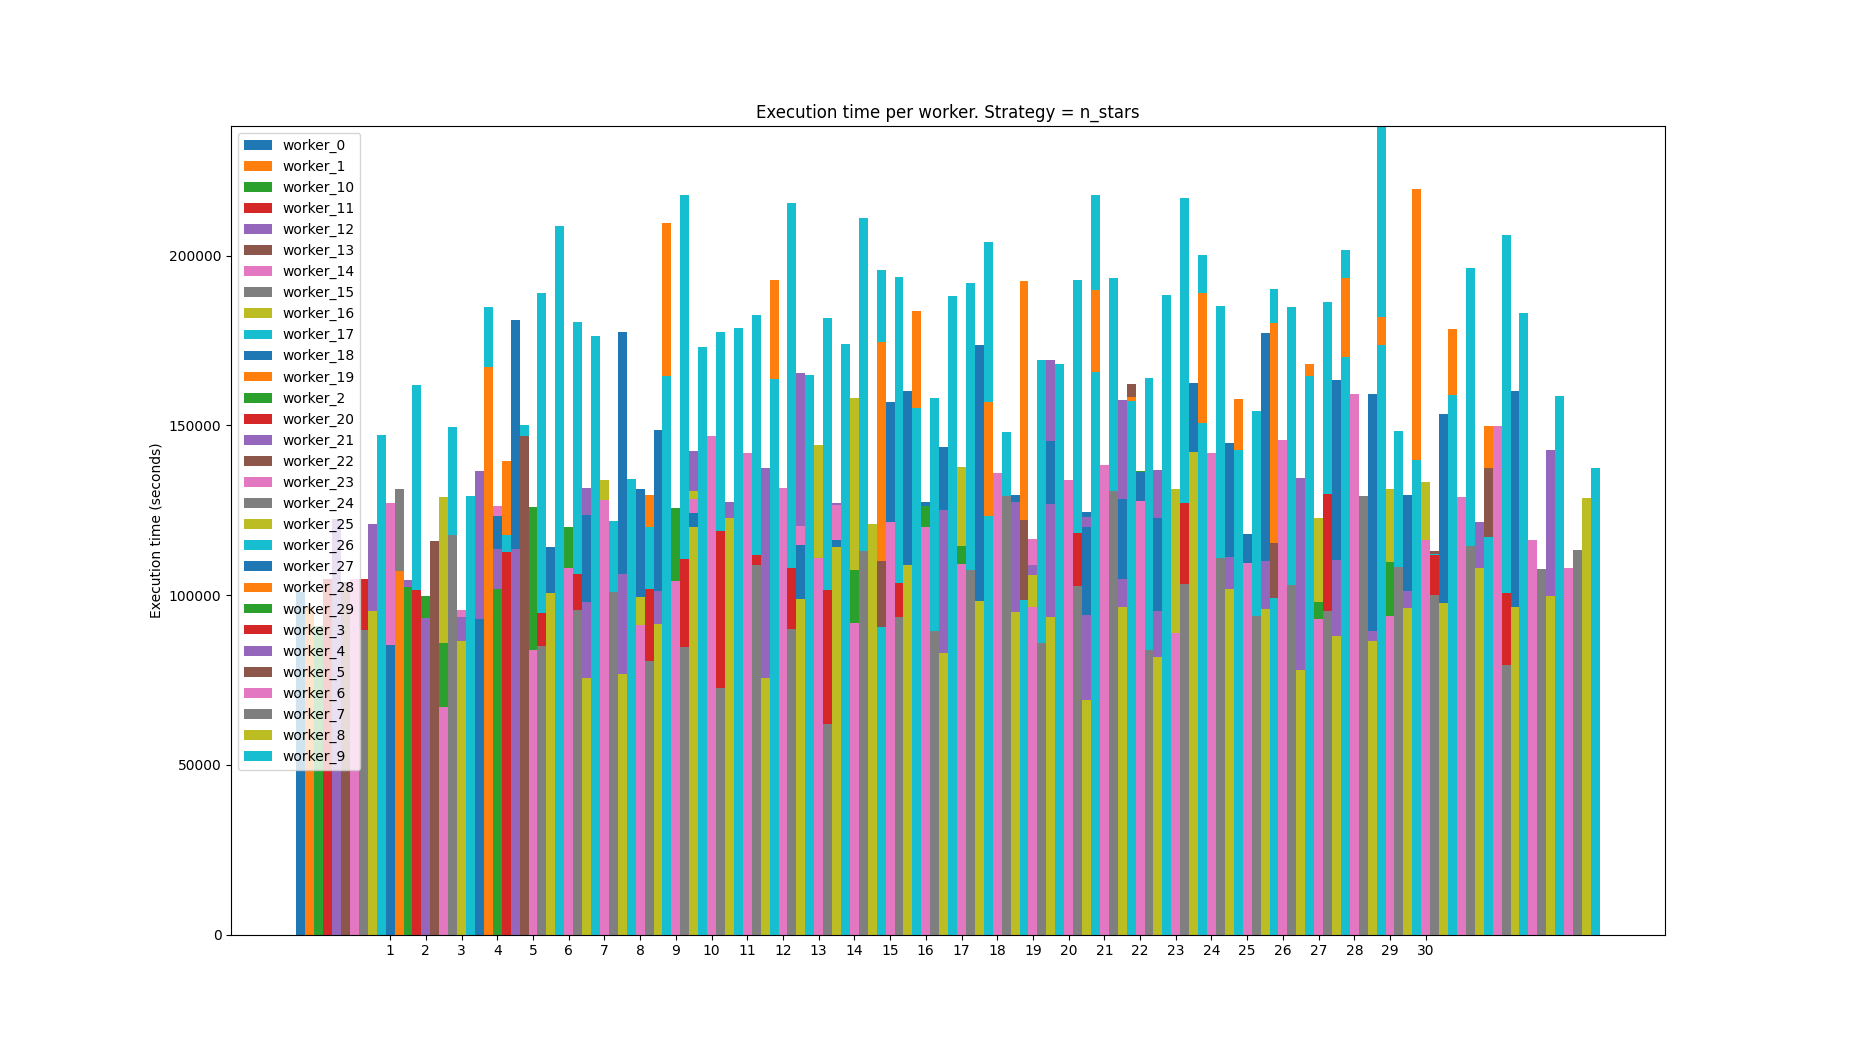 Execution time per worker. Strategy = n_stars
worker_0
worker_1
worker_10
worker_11
worker_12
worker_13
worker_14
worker_15
worker_16
worker_17
worker_18
worker_19
worker_2
worker_20
worker_21
worker_22
worker_23
worker_24
worker_25
worker_26
worker_27
worker_28
worker_29
worker_3
worker_4
worker_5
worker_6
worker_7
worker_8
worker_9
200000
150000
100000
50000
0
Execution time (seconds)
1 2 3 4 5 6 7 8 9 10 11 12 13 14 15 16 17 18 19 20 21 22 23 24 25 26 27 28 29 30